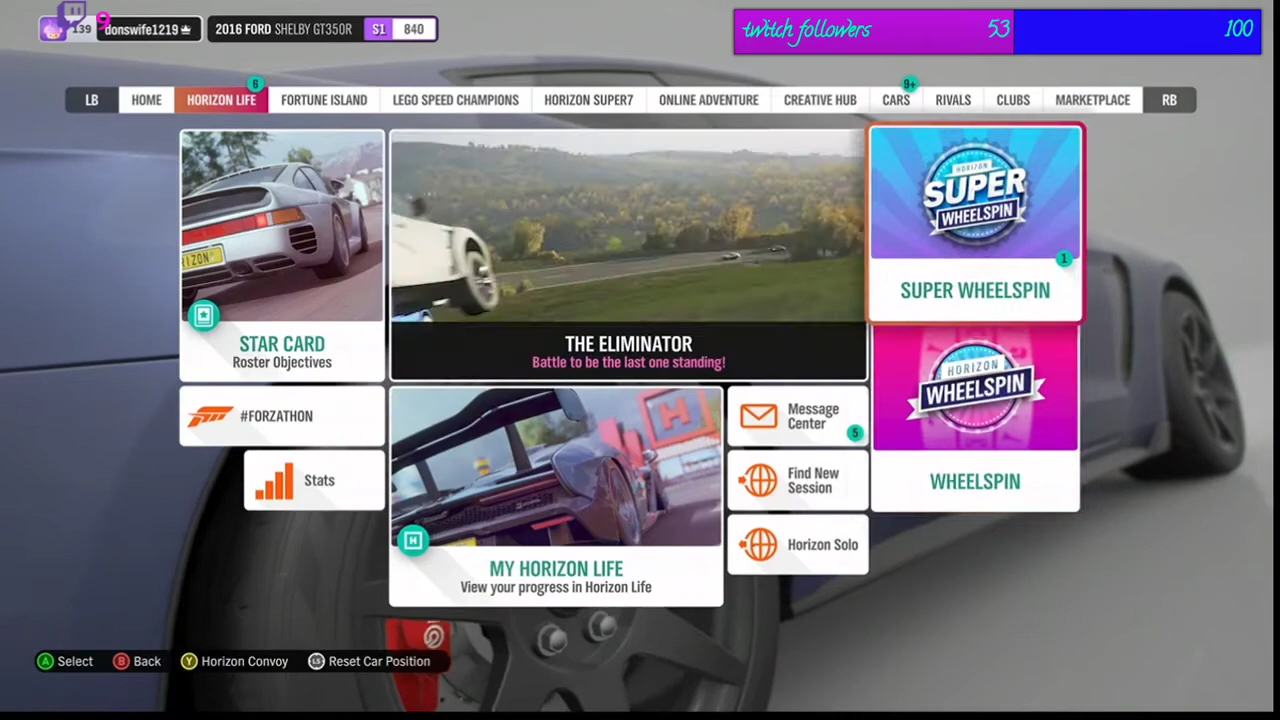 9
139
donswife1219
2016 FORD SHELBY GT350R S1 840
twitch followers 53 100
6
9+
LB HOME HORIZON LIFE FORTUNE ISLAND LEGO SPEED CHAMPIONS HORIZON SUPER7 ONLINE ADVENTURE CREATIVE HUB CARS RIVALS CLUBS MARKETPLACE RB
HORIZON
SUPER
WHEELSPIN
1
SUPER WHEELSPIN
STAR CARD
Roster Objectives
THE ELIMINATOR
Battle to be the last one standing!
HORIZON
WHEELSPIN
WHEELSPIN
#FORZATHON
Stats
H
H
MY HORIZON LIFE
View your progress in Horizon Life
Message
Center
5
Find New
Session
Horizon Solo
A Select B Back Y Horizon Convoy LS Reset Car Position